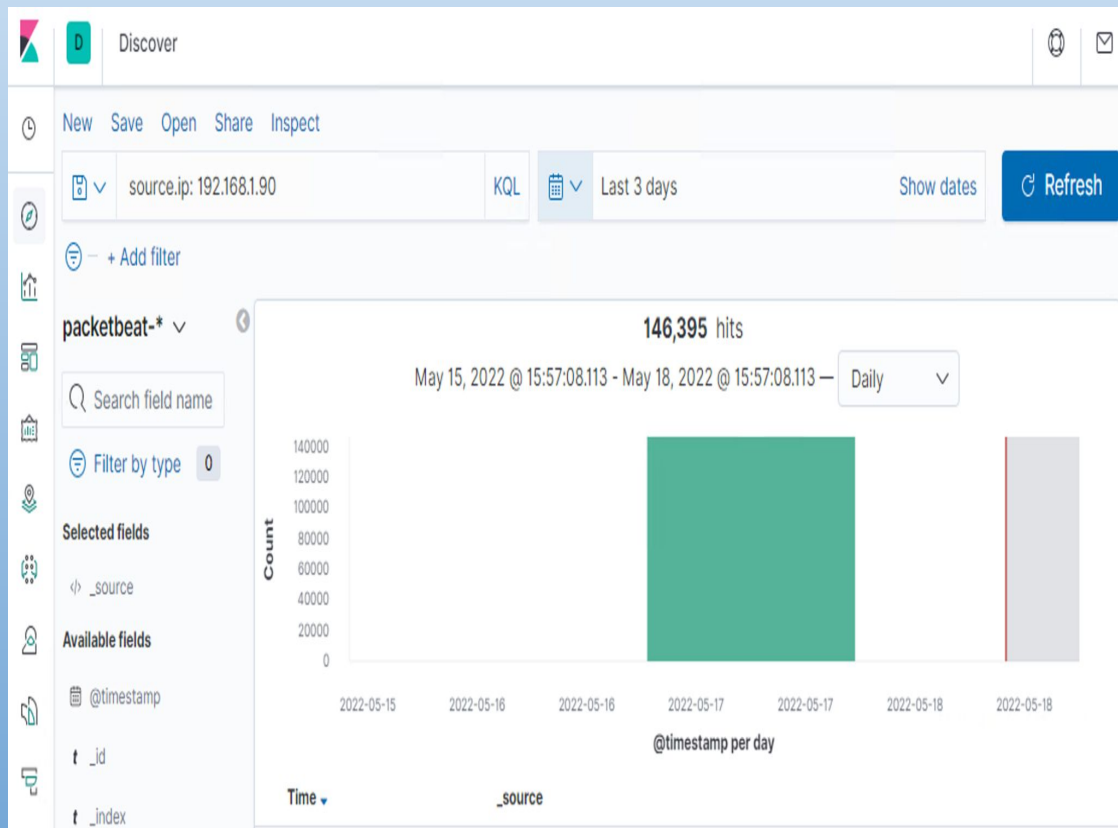 D Discover
New Save Open Share Inspect
source.ip: 192.168.1.90 KQL Last 3 days Show dates Refresh
+ Add filter
packetbeat-*
146,395 hits
May 15, 2022 @ 15:57:08.113 - May 18, 2022 @ 15:57:08.113 — Daily
Search field name
Filter by type 0
Selected fields
</> _source
Available fields
@timestamp
t _id
t _index
Count
140000
120000
100000
80000
60000
40000
20000
0
2022-05-15 2022-05-16 2022-05-16 2022-05-17 2022-05-17 2022-05-18 2022-05-18
@timestamp per day
Time _source